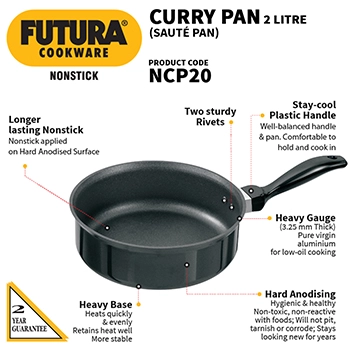 FUTURA®
COOKWARE
NONSTICK
CURRY PAN 2 LITRE
(SAUTÉ PAN)
PRODUCT CODE
NCP20
Longer
lasting Nonstick
Nonstick applied
on Hard Anodised Surface
Two sturdy
Rivets
Stay-cool
Plastic Handle
Well-balanced handle
& pan. Comfortable to
hold and cook in
Heavy Gauge
(3.25 mm Thick)
Pure virgin
aluminium
for low-oil cooking
2
YEAR
GUARANTEE
Heavy Base
Heats quickly
& evenly
Retains heat well
More stable
Hard Anodising
Hygienic & healthy
Non-toxic, non-reactive
with foods; Will not pit,
tarnish or corrode; Stays
looking new for years